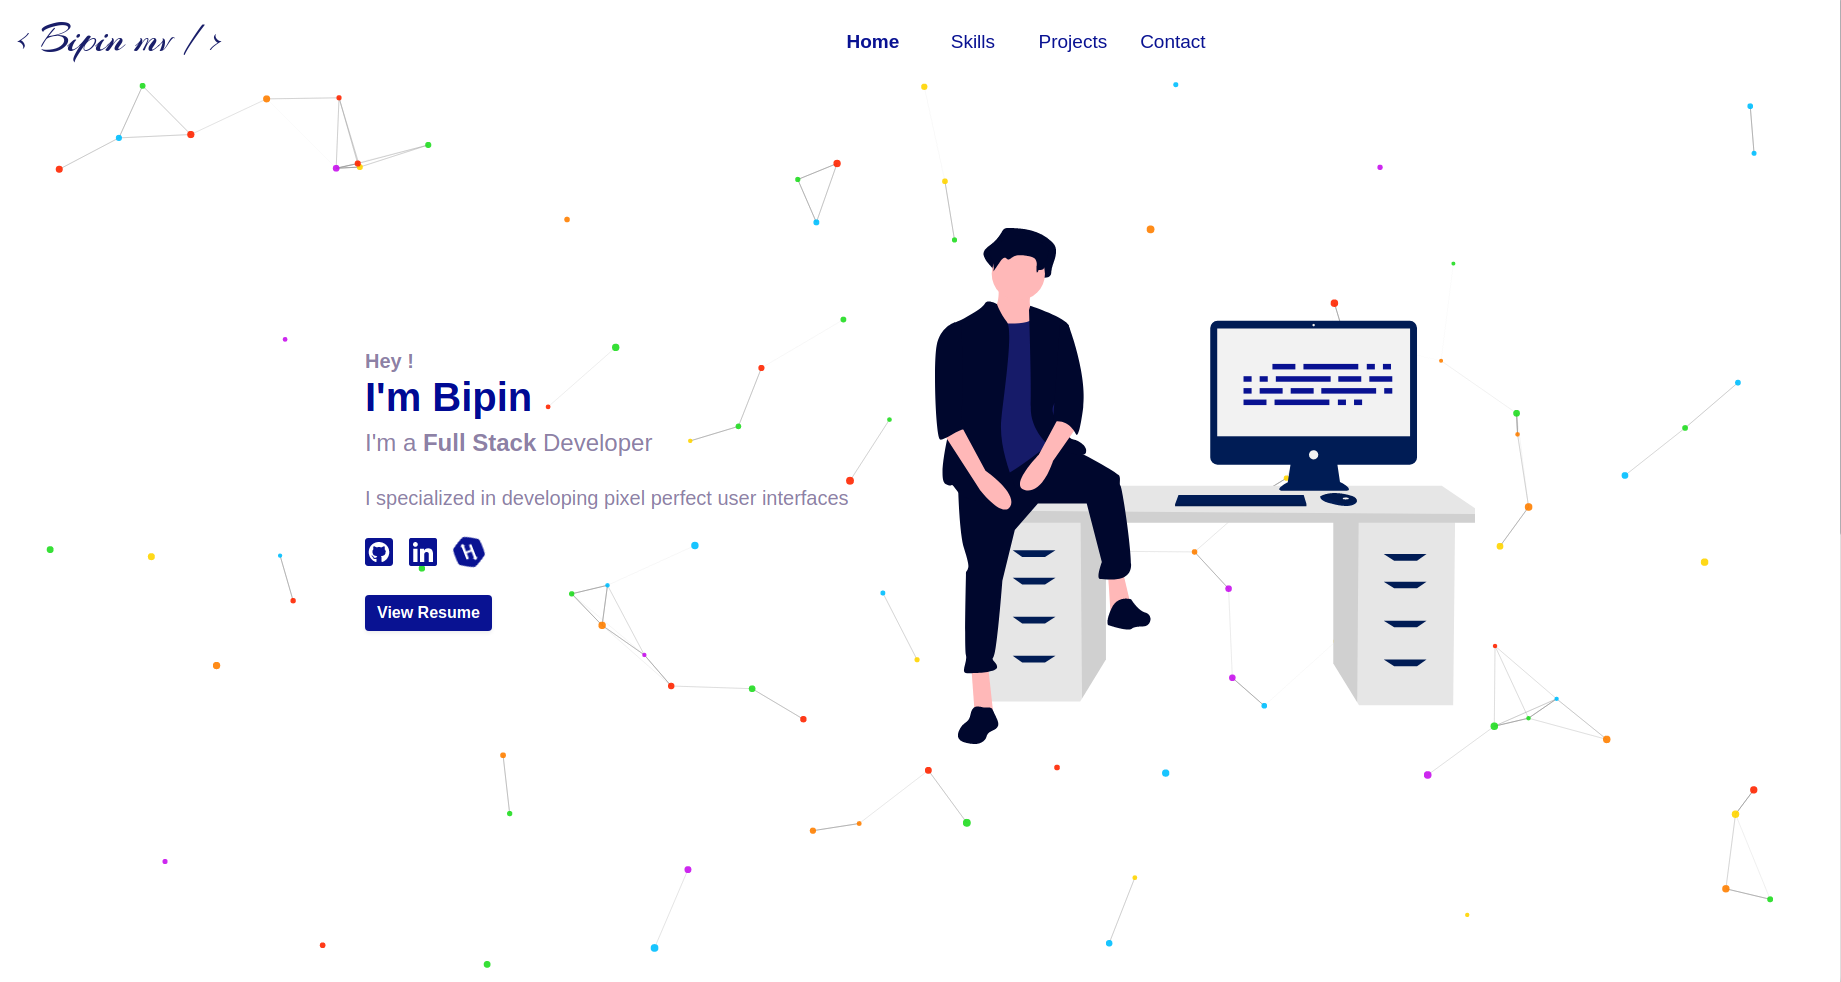 < Bipin mv / >
Home Skills Projects Contact
Hey !
I'm Bipin
I'm a Full Stack Developer
I specialized in developing pixel perfect user interfaces
View Resume